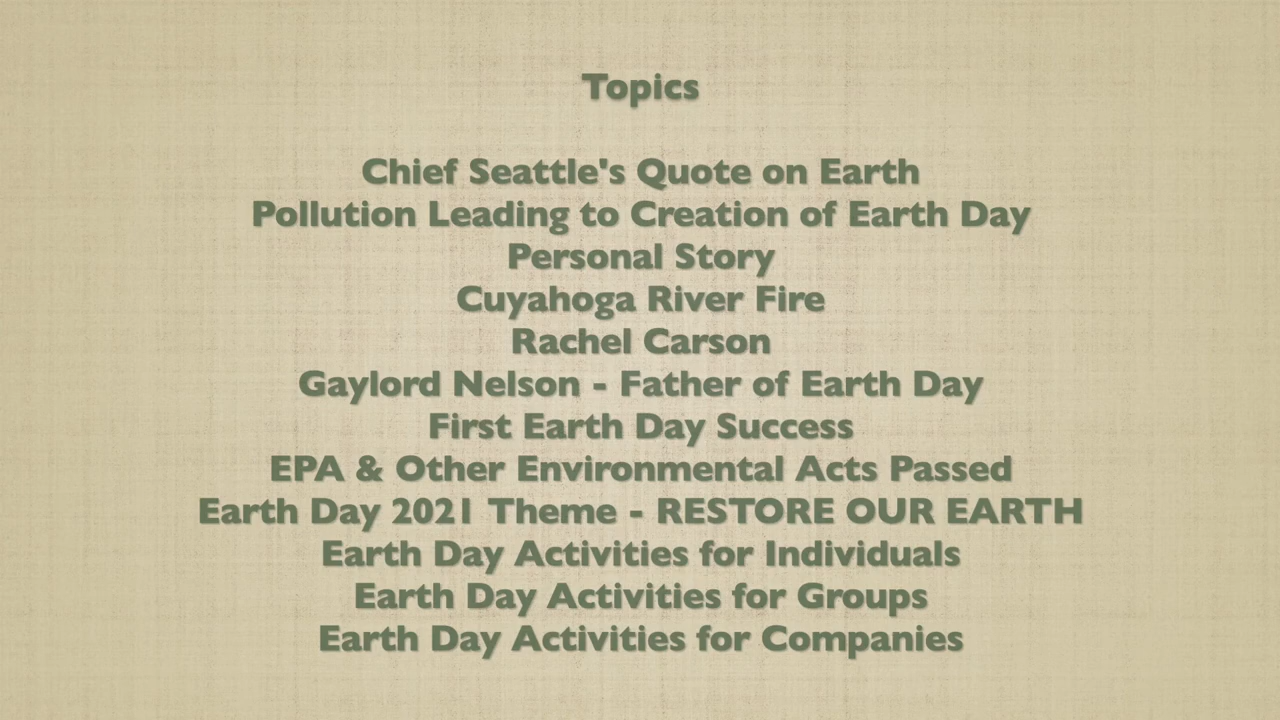 Topics
Chief Seattle's Quote on Earth
Pollution Leading to Creation of Earth Day
Personal Story
Cuyahoga River Fire
Rachel Carson
Gaylord Nelson - Father of Earth Day
First Earth Day Success
EPA & Other Environmental Acts Passed
Earth Day 2021 Theme - RESTORE OUR EARTH
Earth Day Activities for Individuals
Earth Day Activities for Groups
Earth Day Activities for Companies